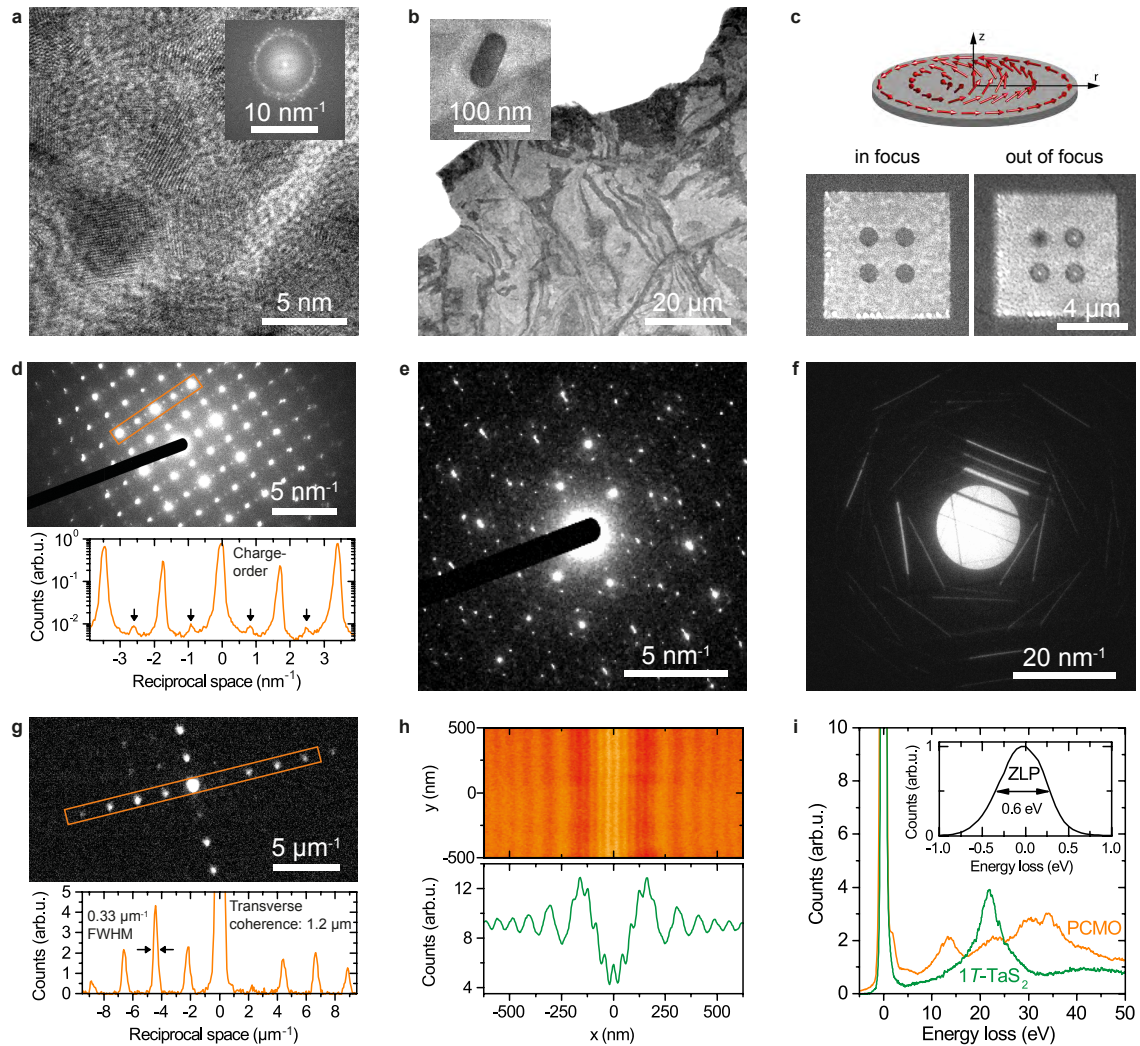 a
10 nm⁻¹
5 nm
b
100 nm
20 µm
c
z
r
in focus
out of focus
4 µm
d
5 nm⁻¹
10⁰
10⁻¹
10⁻²
Counts (arb.u.)
Charge-
order
-3 -2 -1 0 1 2 3
Reciprocal space (nm⁻¹)
e
5 nm⁻¹
f
20 nm⁻¹
g
5 µm⁻¹
5
4
3
2
1
0
Counts (arb.u.)
0.33 µm⁻¹
FWHM
Transverse
coherence: 1.2 µm
-8 -6 -4 -2 0 2 4 6 8
Reciprocal space (µm⁻¹)
h
500
0
-500
y (nm)
12
8
4
Counts (arb.u.)
-500 -250 0 250 500
x (nm)
i
10
8
6
4
2
0
Counts (arb.u.)
1
0
Counts (arb.u.)
ZLP
0.6 eV
-1.0 -0.5 0.0 0.5 1.0
Energy loss (eV)
PCMO
1T-TaS₂
0 10 20 30 40 50
Energy loss (eV)